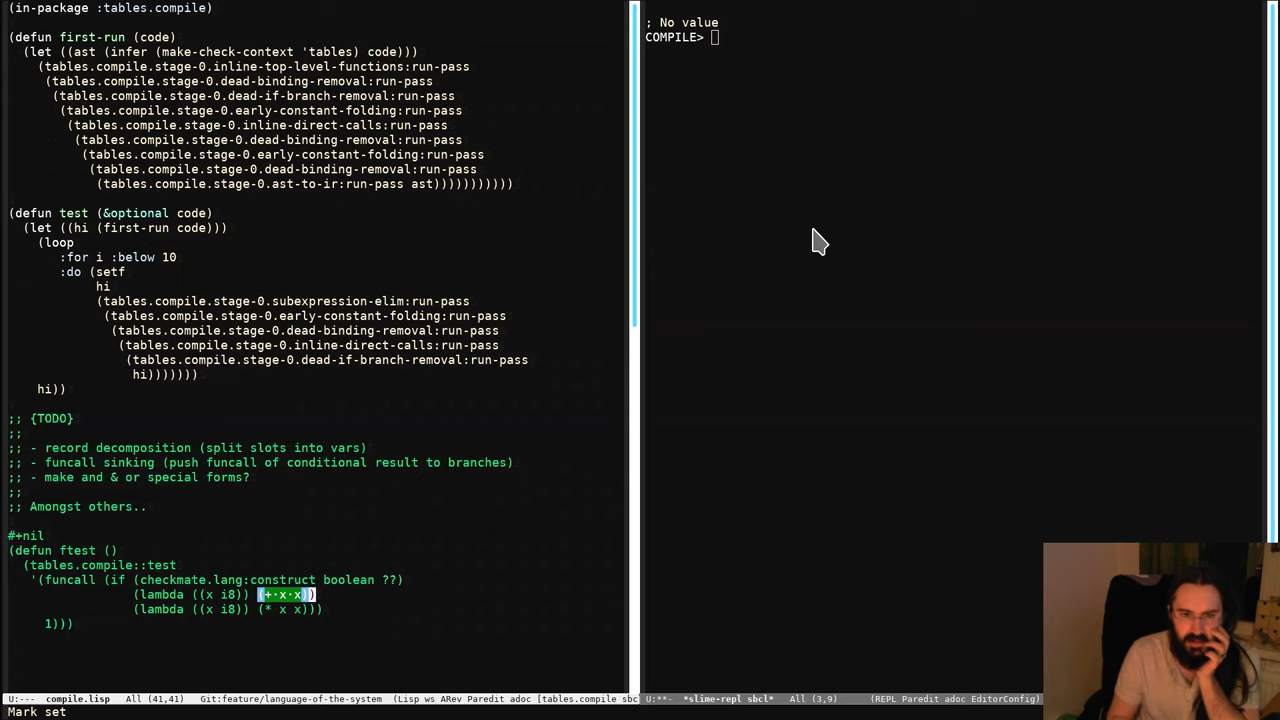 (in-package :tables.compile)
(defun first-run (code)
(let ((ast (infer (make-check-context 'tables) code)))
(tables.compile.stage-0.inline-top-level-functions:run-pass
(tables.compile.stage-0.dead-binding-removal:run-pass
(tables.compile.stage-0.dead-if-branch-removal:run-pass
(tables.compile.stage-0.early-constant-folding:run-pass
(tables.compile.stage-0.inline-direct-calls:run-pass
(tables.compile.stage-0.dead-binding-removal:run-pass
(tables.compile.stage-0.early-constant-folding:run-pass
(tables.compile.stage-0.dead-binding-removal:run-pass
(tables.compile.stage-0.ast-to-ir:run-pass ast)))))))))))
(defun test (&optional code)
(let ((hi (first-run code)))
(loop
:for i :below 10
:do (setf
hi
(tables.compile.stage-0.subexpression-elim:run-pass
(tables.compile.stage-0.early-constant-folding:run-pass
(tables.compile.stage-0.dead-binding-removal:run-pass
(tables.compile.stage-0.inline-direct-calls:run-pass
(tables.compile.stage-0.dead-if-branch-removal:run-pass
hi)))))))
hi))
;; {TODO}
;;
;; - record decomposition (split slots into vars)
;; - funcall sinking (push funcall of conditional result to branches)
;; - make and & or special forms?
;;
;; Amongst others..
#+nil
(defun ftest ()
(tables.compile::test
'(funcall (if (checkmate.lang:construct boolean ??)
(lambda ((x i8)) (+·x·x))
(lambda ((x i8)) (* x x)))
1)))
U:--- compile.lisp All (41,41) Git:feature/language-of-the-system (Lisp ws ARev Paredit adoc [tables.compile sbc
Mark set
; No value
COMPILE>
U:**- *slime-repl sbcl* All (3,9) (REPL Paredit adoc EditorConfig)